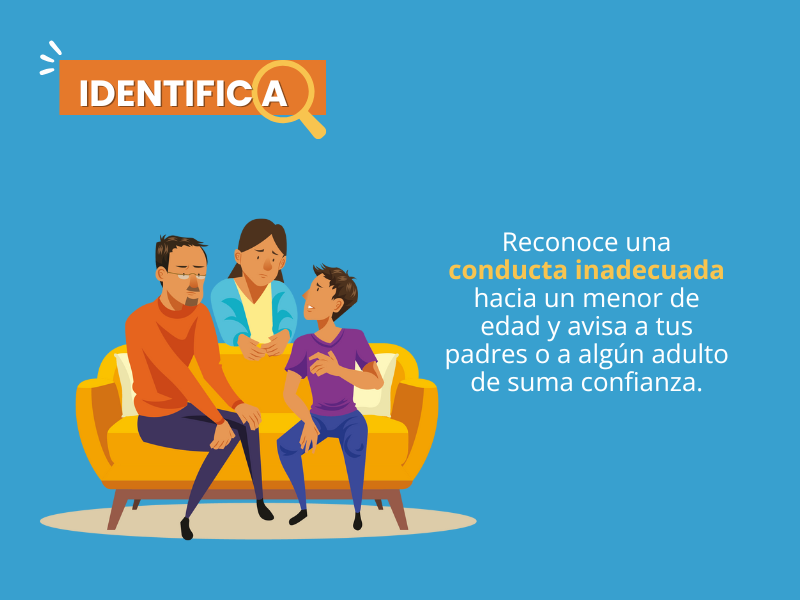 IDENTIFICA
Reconoce una
conducta inadecuada
hacia un menor de
edad y avisa a tus
padres o a algún adulto
de suma confianza.